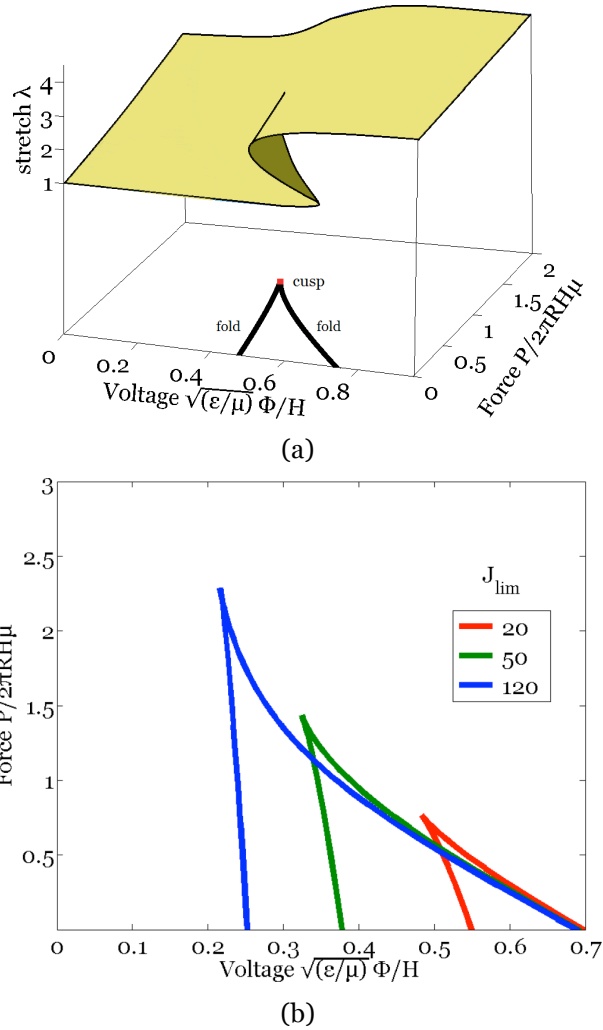 stretch λ
4
3
2
1
cusp
fold
fold
0
0.2
0.4
0.6
0.8
0
0.5
1
1.5
2
Voltage √(ε/μ) Φ/H
Force P/2πRHμ
(a)
3
2.5
2
1.5
1
0.5
Force P/2πRHμ
J_lim
20
50
120
0
0.1
0.2
0.3
0.4
0.5
0.6
0.7
Voltage √(ε/μ) Φ/H
(b)